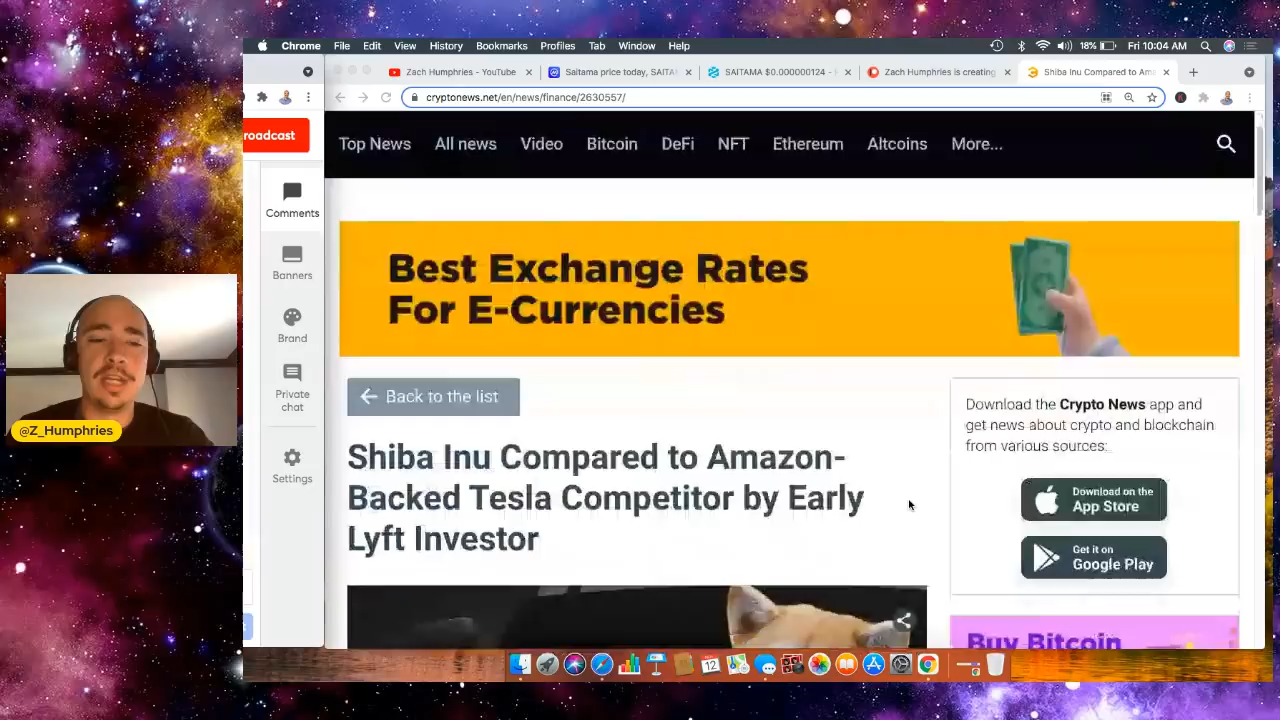 Chrome File Edit View History Bookmarks Profiles Tab Window Help 18% Fri 10:04 AM
Zach Humphries - YouTube
Saitama price today, SAITA
SAITAMA $0.000000124 -
Zach Humphries is creating
Shiba Inu Compared to Ama
cryptonews.net/en/news/finance/2630557/
roadcast
Top News All news Video Bitcoin DeFi NFT Ethereum Altcoins More...
Comments
Banners
Brand
Private
chat
Settings
@Z_Humphries
Best Exchange Rates
For E-Currencies
Back to the list
Shiba Inu Compared to Amazon-
Backed Tesla Competitor by Early
Lyft Investor
Download the Crypto News app and
get news about crypto and blockchain
from various sources:
Download on the
App Store
Get it on
Google Play
Buy Bitcoin
12